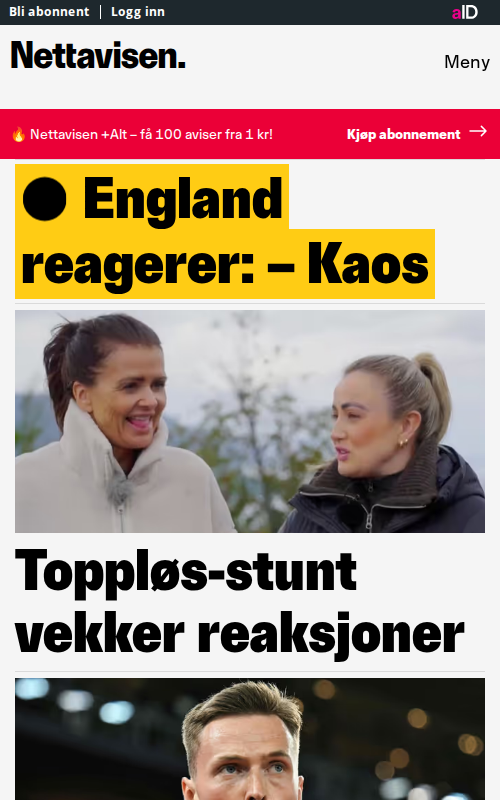 Bli abonnent | Logg inn
aID
Nettavisen.
Meny
Nettavisen +Alt – få 100 aviser fra 1 kr!
Kjøp abonnement →
England
reagerer: – Kaos
Toppløs-stunt
vekker reaksjoner